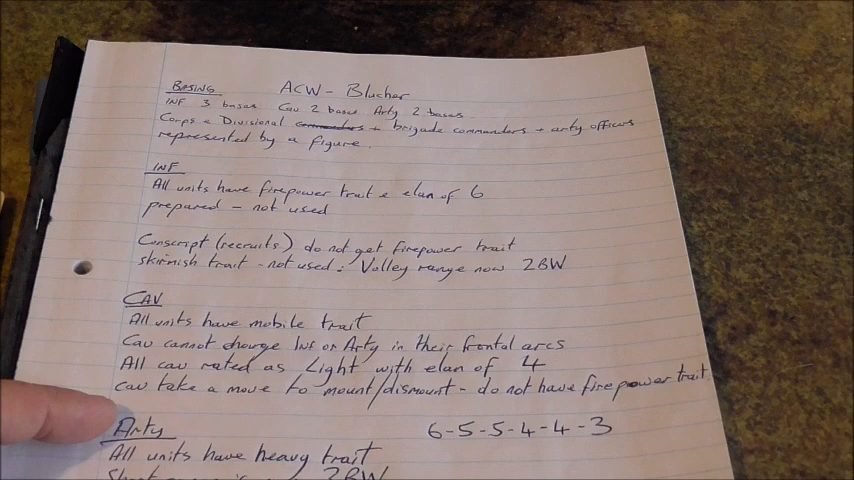 BASING ACW - Blucher
INF 3 bases Cav 2 bases Arty 2 bases
Corps & Divisional commanders + brigade commanders + arty officers
represented by a figure.
INF
All units have firepower trait & elan of 6
prepared - not used
Conscript (recruits) do not get firepower trait
skirmish trait - not used. Volley range now 2BW
CAV
All units have mobile trait
Cav cannot charge Inf or Arty in their frontal arcs
All cav rated as Light with elan of 4
cav take a move to mount/dismount - do not have firepower trait
Arty 6-5-5-4-4-3
All units have heavy trait
2BW